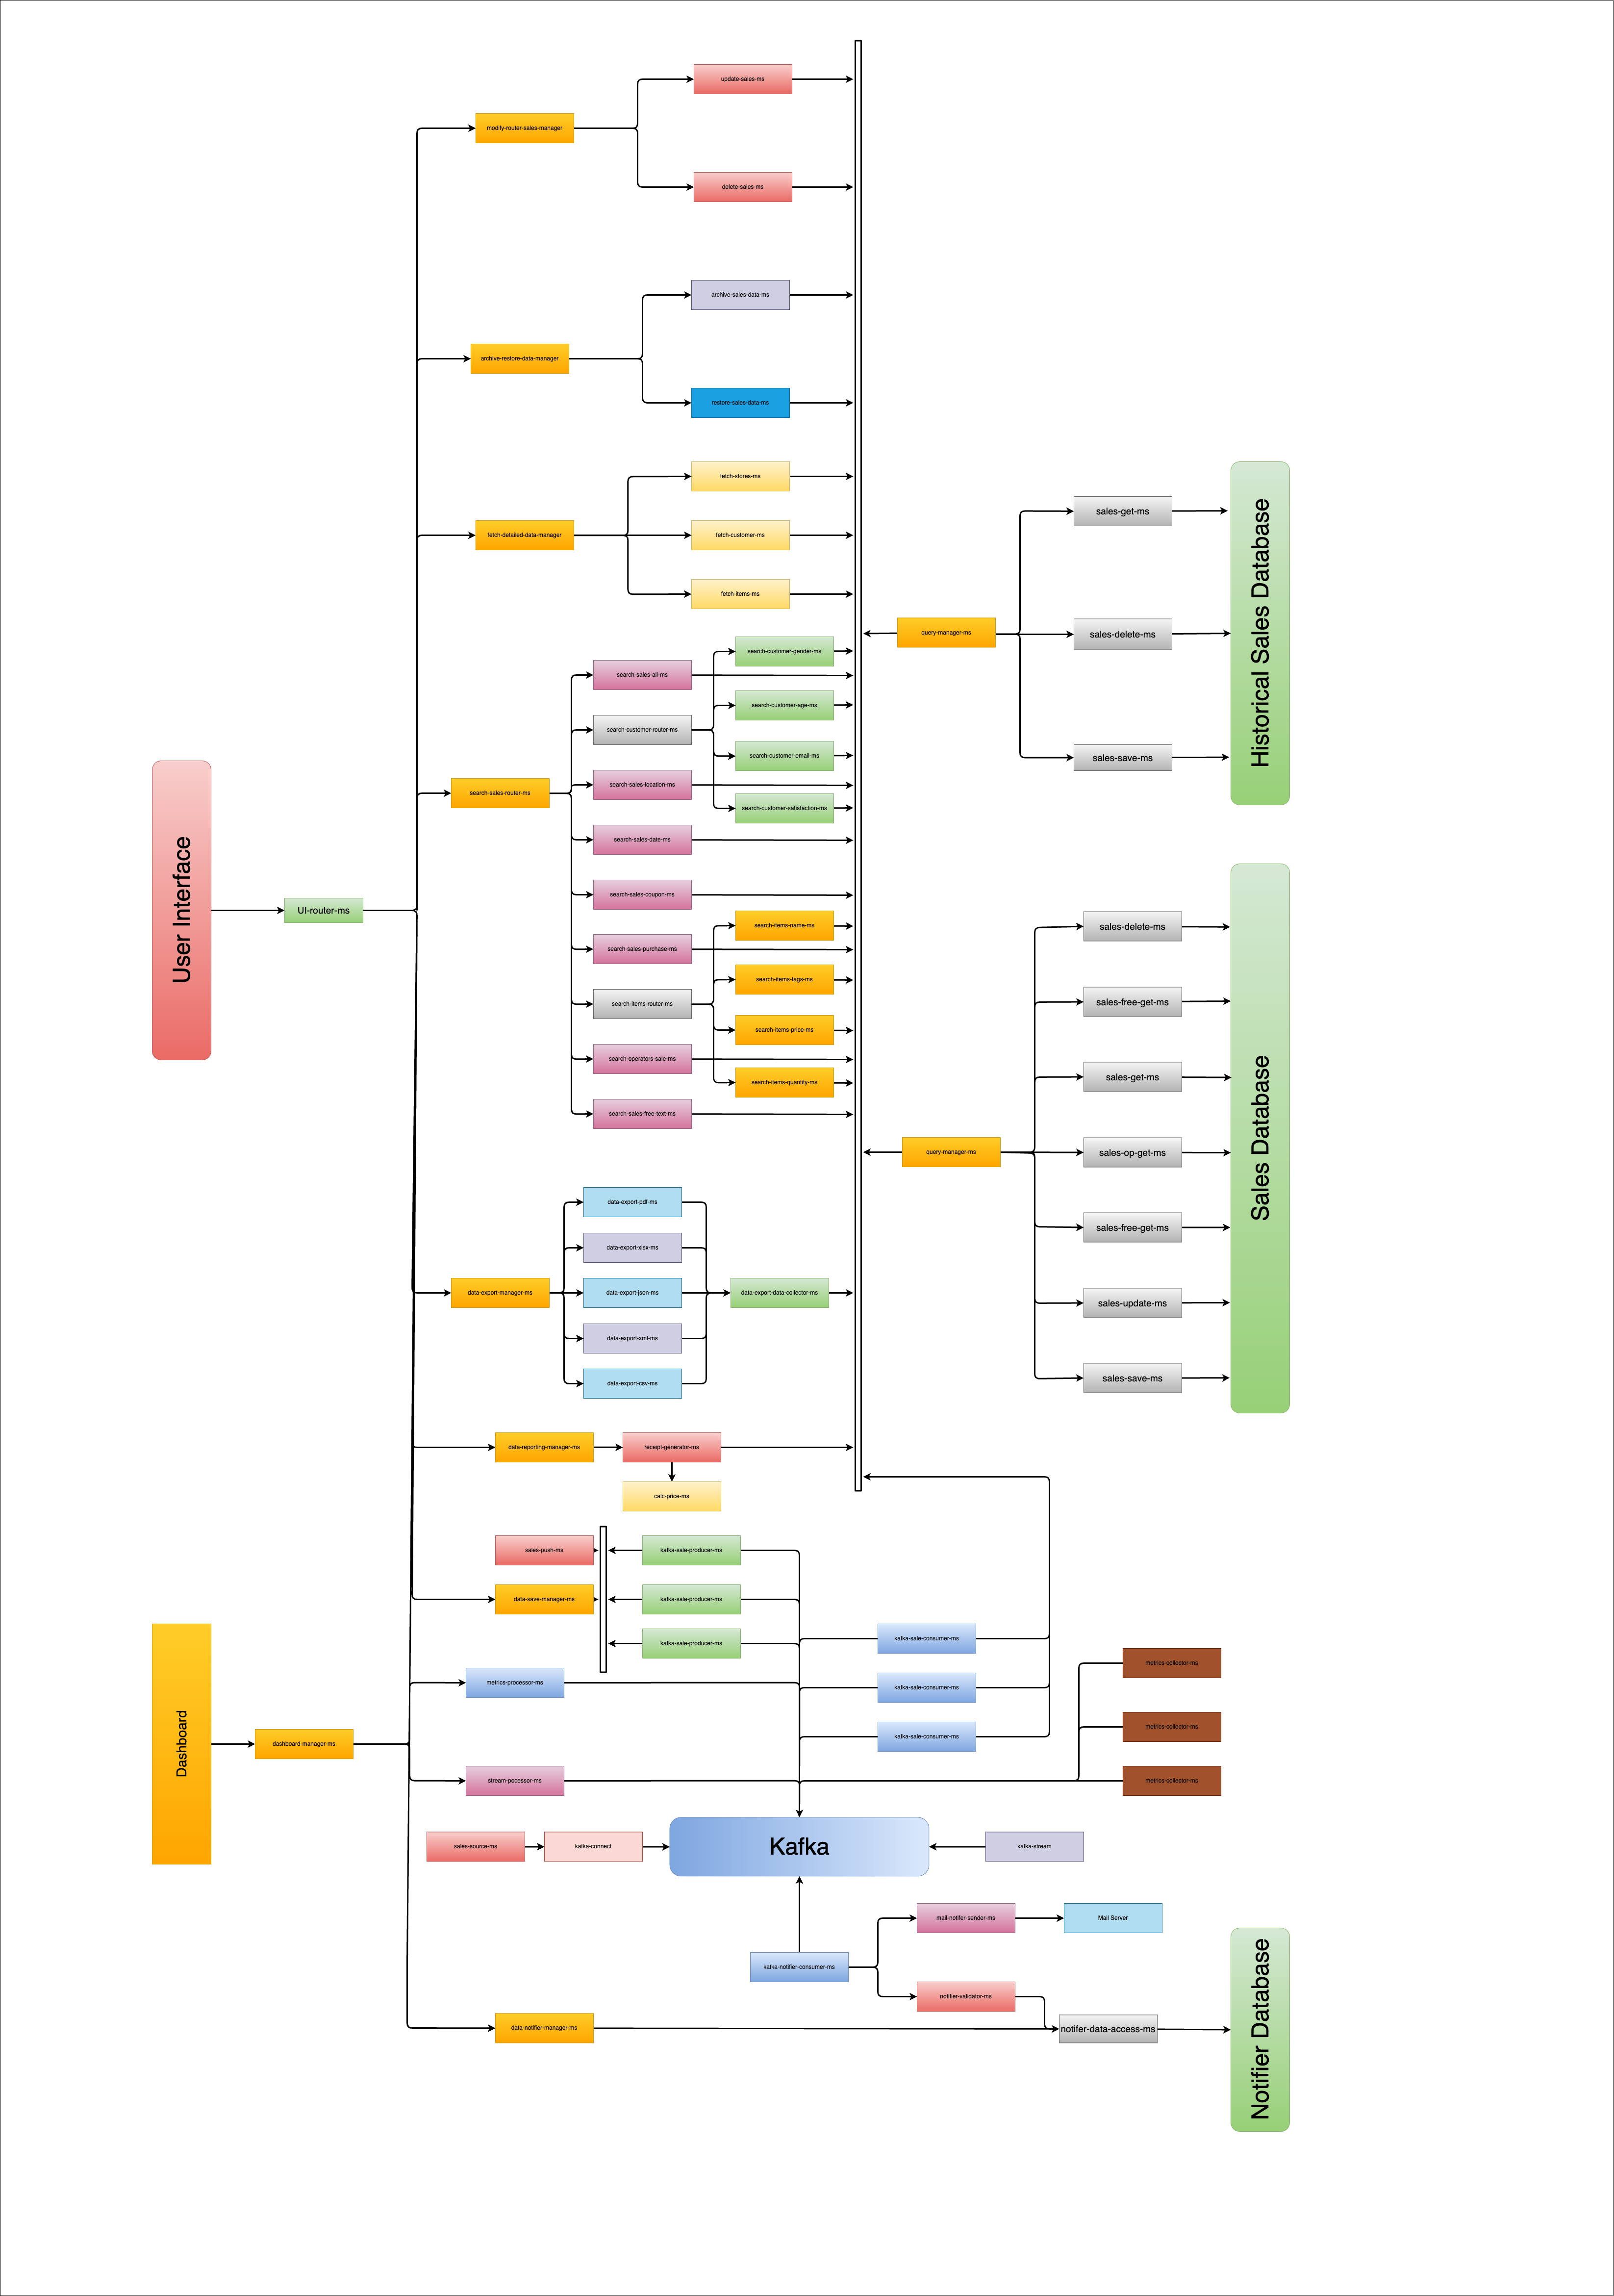 update-sales-ms
modify-router-sales-manager
delete-sales-ms
archive-sales-data-ms
archive-restore-data-manager
restore-sales-data-ms
fetch-stores-ms
fetch-detailed-data-manager
fetch-customer-ms
fetch-items-ms
Historical Sales Database
sales-get-ms
query-manager-ms
sales-delete-ms
sales-save-ms
search-customer-gender-ms
search-sales-all-ms
search-customer-age-ms
search-customer-router-ms
search-customer-email-ms
search-sales-location-ms
search-sales-router-ms
search-customer-satisfaction-ms
search-sales-date-ms
search-sales-coupon-ms
User Interface
UI-router-ms
search-items-name-ms
search-sales-purchase-ms
search-items-tags-ms
search-items-router-ms
search-items-price-ms
search-operators-sale-ms
search-items-quantity-ms
search-sales-free-text-ms
Sales Database
sales-delete-ms
sales-free-get-ms
sales-get-ms
query-manager-ms
sales-op-get-ms
sales-free-get-ms
sales-update-ms
sales-save-ms
data-export-pdf-ms
data-export-xlsx-ms
data-export-manager-ms
data-export-json-ms
data-export-data-collector-ms
data-export-xml-ms
data-export-csv-ms
data-reporting-manager-ms
receipt-generator-ms
calc-price-ms
sales-push-ms
kafka-sale-producer-ms
data-save-manager-ms
kafka-sale-producer-ms
kafka-sale-consumer-ms
kafka-sale-producer-ms
metrics-collector-ms
metrics-processor-ms
kafka-sale-consumer-ms
metrics-collector-ms
kafka-sale-consumer-ms
Dashboard
dashboard-manager-ms
stream-pocessor-ms
metrics-collector-ms
sales-source-ms
kafka-connect
Kafka
kafka-stream
mail-notifer-sender-ms
Mail Server
kafka-notifier-consumer-ms
notifier-validator-ms
data-notifier-manager-ms
notifer-data-access-ms
Notifier Database